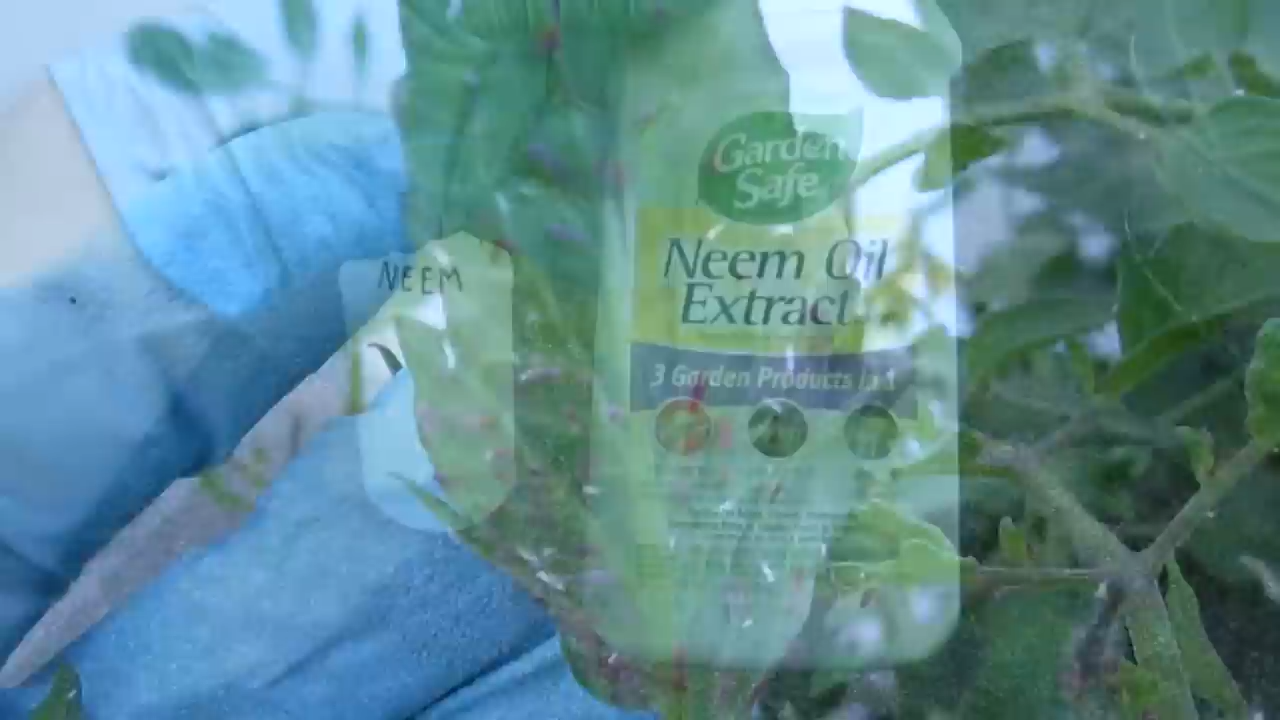 NEEM
Garden
Safe
Neem Oil
Extract
3 Garden Products in 1